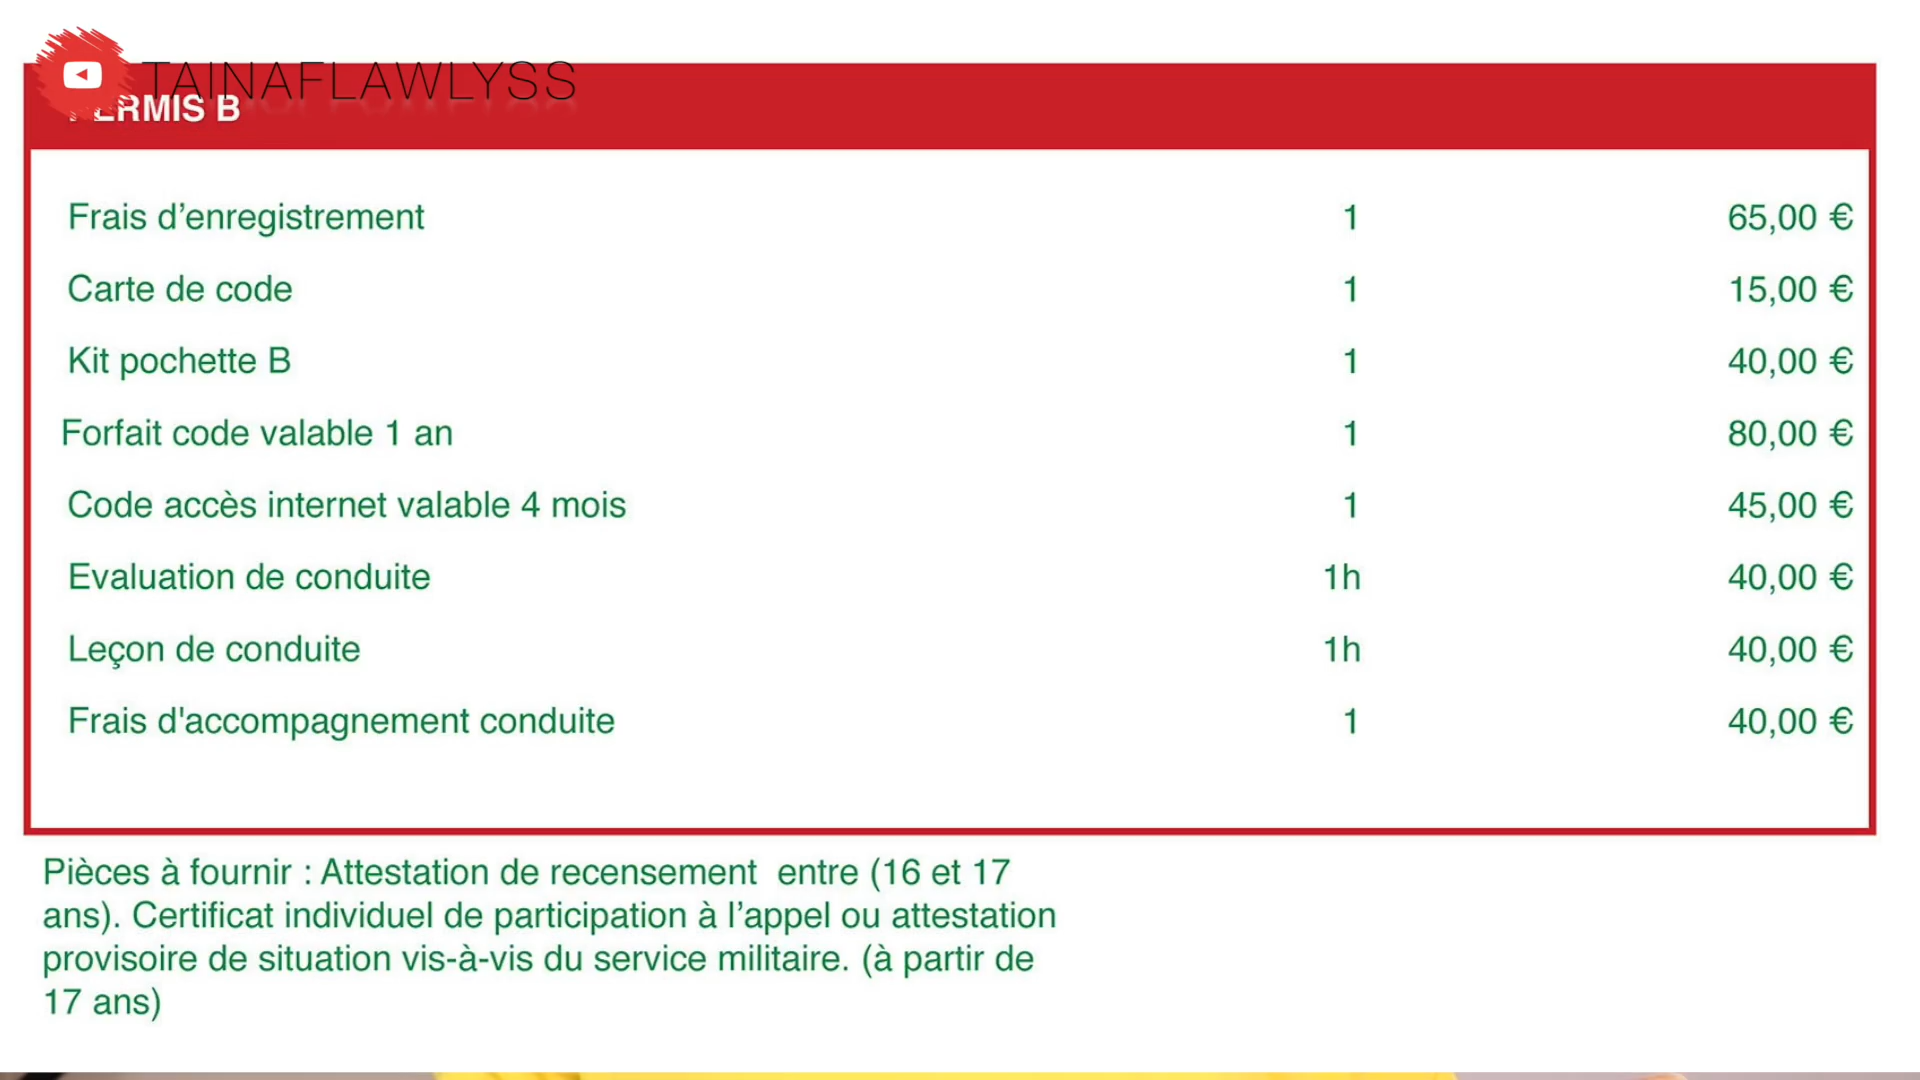 TAINAFLAWLYSS
PERMIS B
Frais d’enregistrement 1 65,00 €
Carte de code 1 15,00 €
Kit pochette B 1 40,00 €
Forfait code valable 1 an 1 80,00 €
Code accès internet valable 4 mois 1 45,00 €
Evaluation de conduite 1h 40,00 €
Leçon de conduite 1h 40,00 €
Frais d'accompagnement conduite 1 40,00 €
Pièces à fournir : Attestation de recensement entre (16 et 17
ans). Certificat individuel de participation à l’appel ou attestation
provisoire de situation vis-à-vis du service militaire. (à partir de
17 ans)